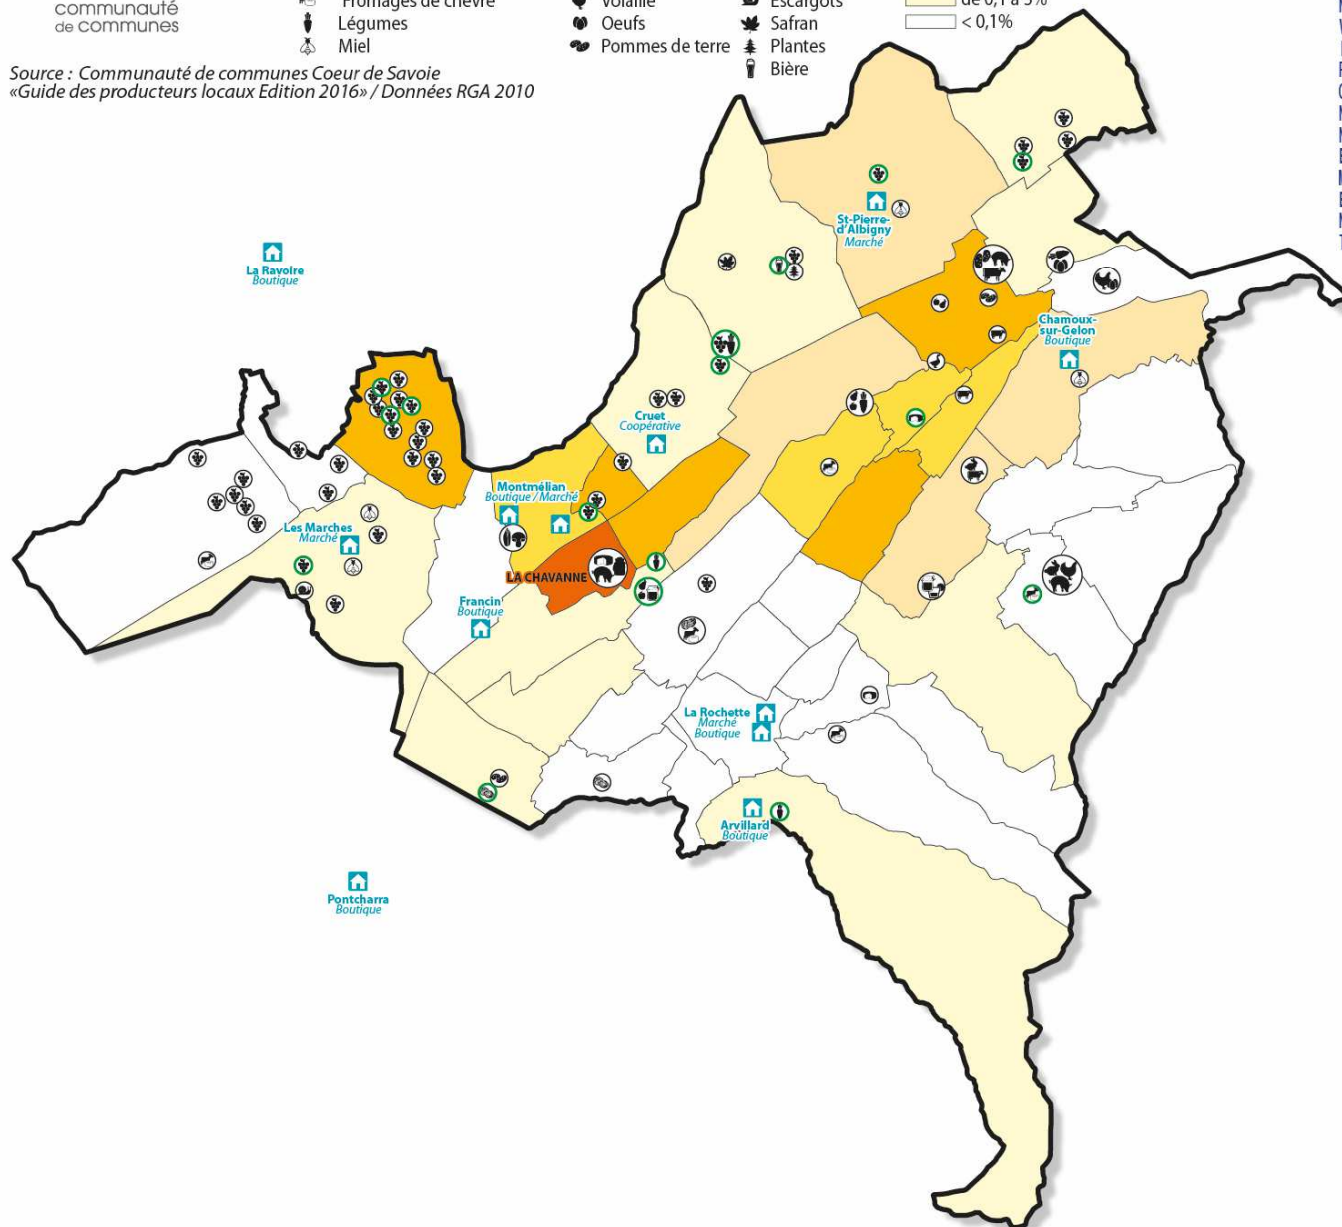 communauté
de communes
Fromages de chèvre
Légumes
Miel
Volaille
Oeufs
Pommes de terre
Escargots
Safran
Plantes
Bière
de 0,1 à 5%
< 0,1%
Source : Communauté de communes Coeur de Savoie
«Guide des producteurs locaux Edition 2016» / Données RGA 2010
St-Pierre-
d'Albigny
Marché
La Ravoire
Boutique
Chamoux-
sur-Gelon
Boutique
Cruet
Coopérative
Montmélian
Boutique / Marché
Les Marches
Marché
LA CHAVANNE
Francin
Boutique
La Rochette
Marché
Boutique
Arvillard
Boutique
Pontcharra
Boutique